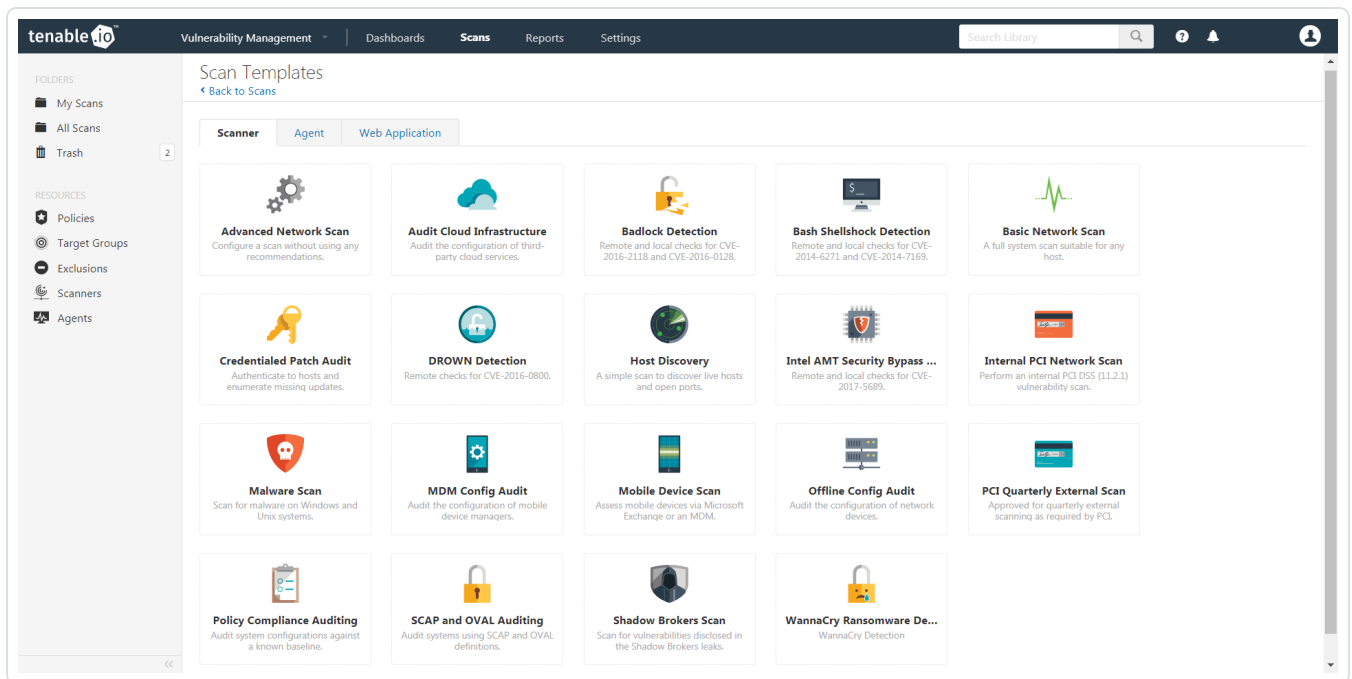 tenable.io™
Vulnerability Management
Dashboards
Scans
Reports
Settings
Search Library
FOLDERS
My Scans
All Scans
Trash
2
RESOURCES
Policies
Target Groups
Exclusions
Scanners
Agents
Scan Templates
Back to Scans
Scanner
Agent
Web Application
Advanced Network Scan
Configure a scan without using any
recommendations.
Audit Cloud Infrastructure
Audit the configuration of third-
party cloud services.
Badlock Detection
Remote and local checks for CVE-
2016-2118 and CVE-2016-0128.
$_
Bash Shellshock Detection
Remote and local checks for CVE-
2014-6271 and CVE-2014-7169.
Basic Network Scan
A full system scan suitable for any
host.
Credentialed Patch Audit
Authenticate to hosts and
enumerate missing updates.
DROWN Detection
Remote checks for CVE-2016-0800.
Host Discovery
A simple scan to discover live hosts
and open ports.
Intel AMT Security Bypass ...
Remote and local checks for CVE-
2017-5689.
Internal PCI Network Scan
Perform an internal PCI DSS (11.2.1)
vulnerability scan.
Malware Scan
Scan for malware on Windows and
Unix systems.
MDM Config Audit
Audit the configuration of mobile
device managers.
Mobile Device Scan
Assess mobile devices via Microsoft
Exchange or an MDM.
Offline Config Audit
Audit the configuration of network
devices.
PCI Quarterly External Scan
Approved for quarterly external
scanning as required by PCI.
Policy Compliance Auditing
Audit system configurations against
a known baseline.
SCAP and OVAL Auditing
Audit systems using SCAP and OVAL
definitions.
Shadow Brokers Scan
Scan for vulnerabilities disclosed in
the Shadow Brokers leaks.
WannaCry Ransomware De...
WannaCry Detection